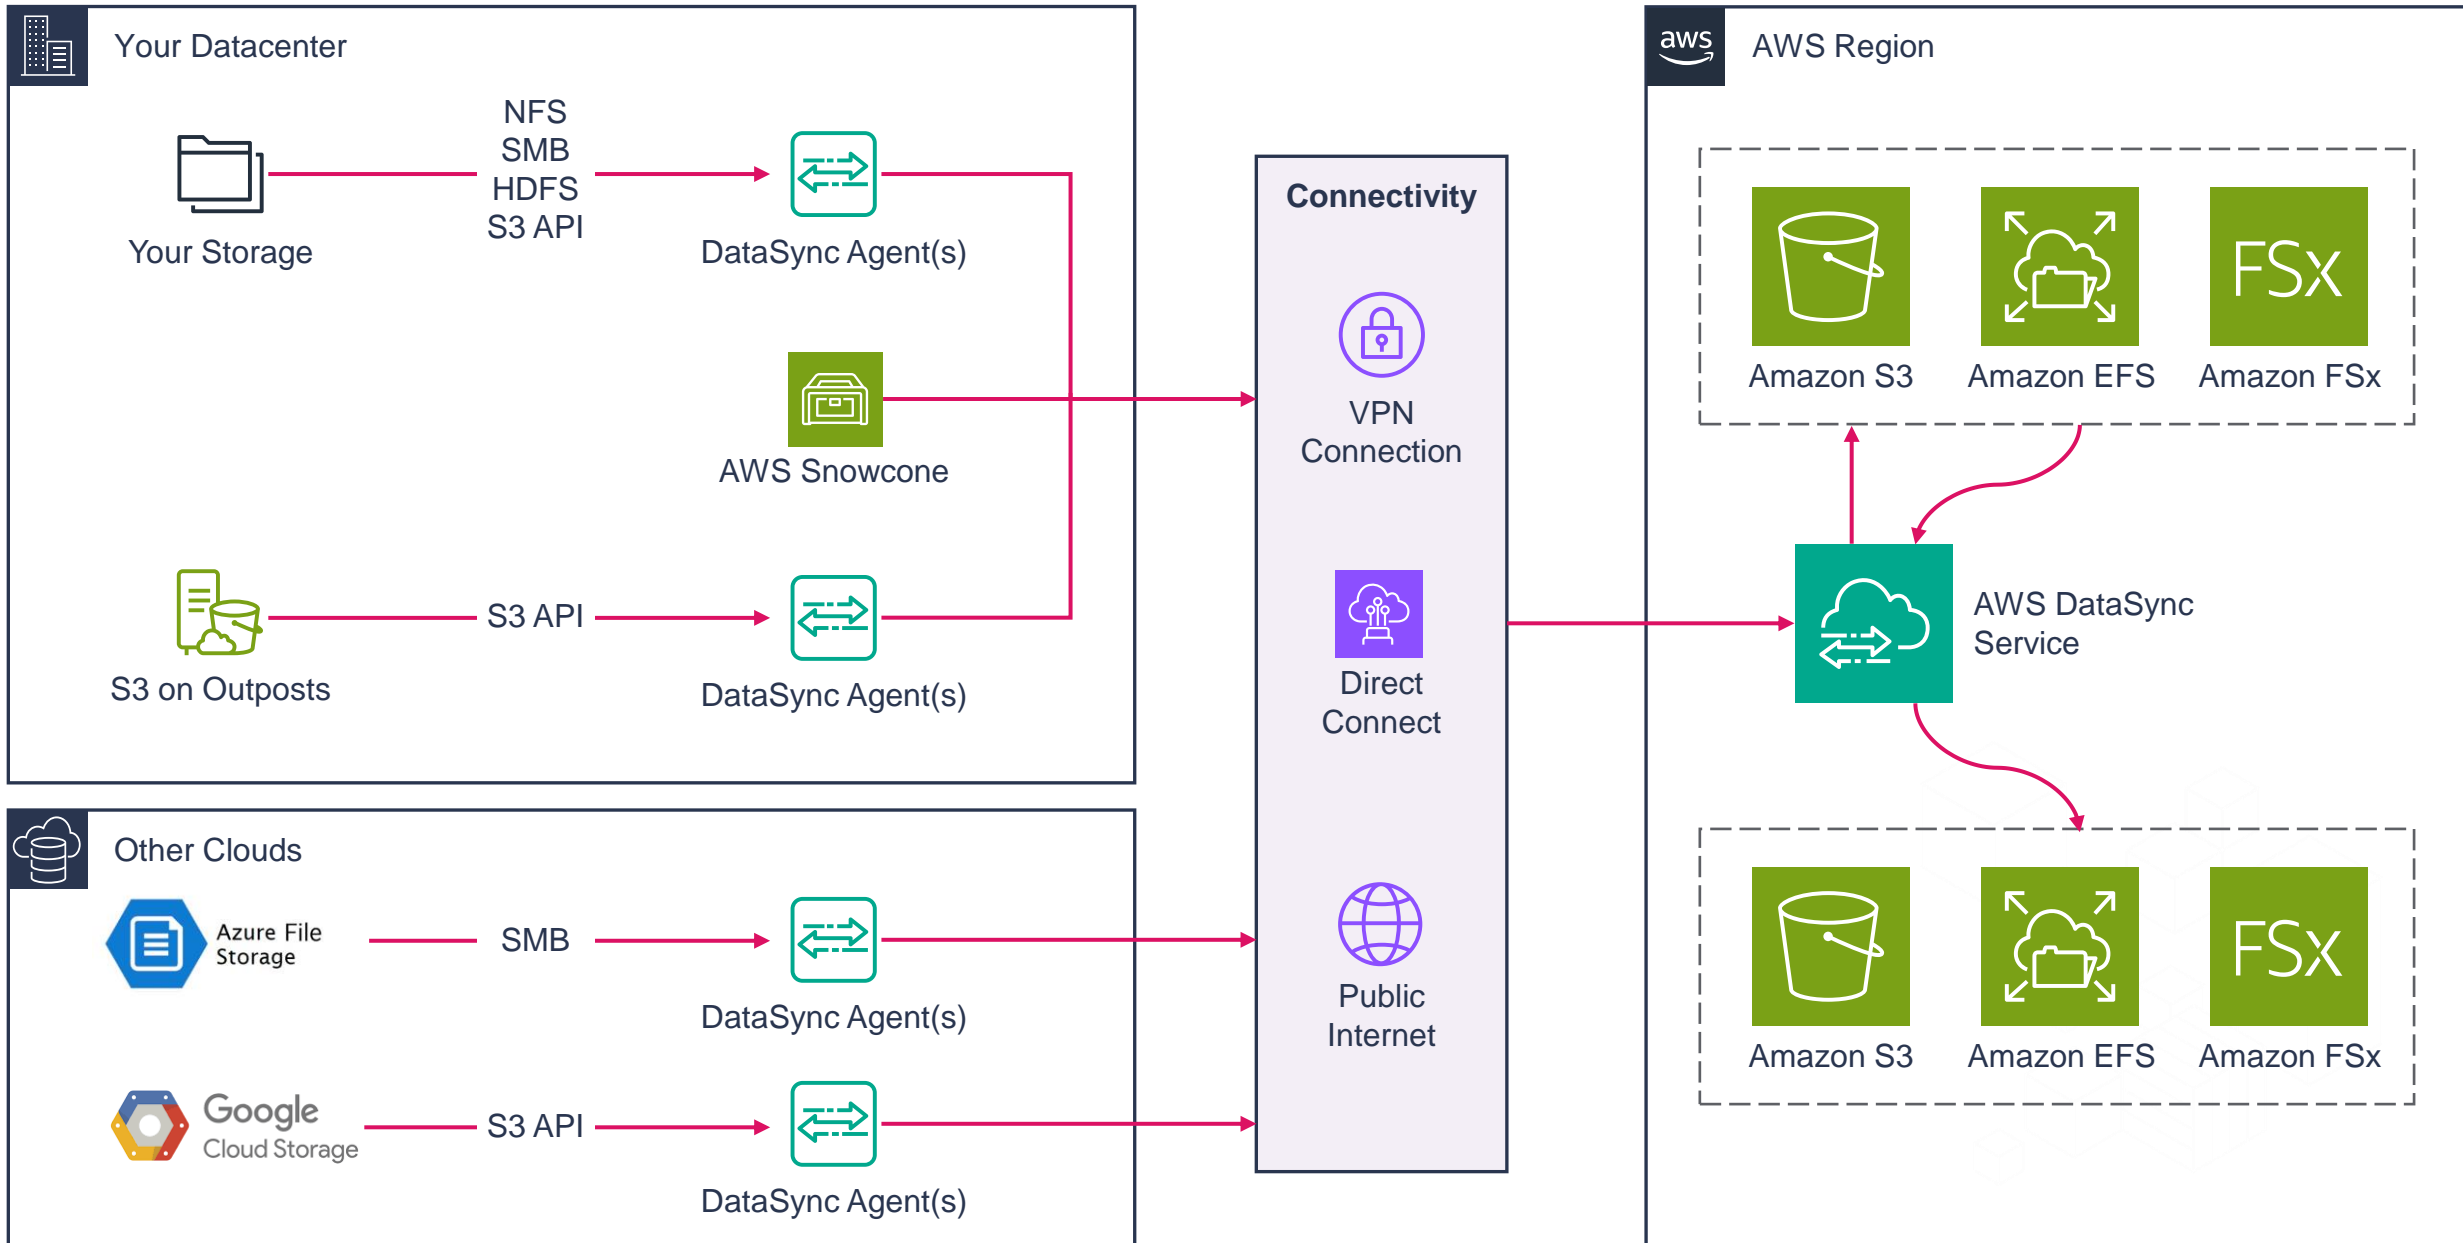 Your Datacenter
NFS
SMB
HDFS
S3 API
Your Storage
DataSync Agent(s)
AWS Snowcone
S3 API
S3 on Outposts
DataSync Agent(s)
Other Clouds
Azure File
Storage
SMB
DataSync Agent(s)
Google
Cloud Storage
S3 API
DataSync Agent(s)
Connectivity
VPN
Connection
Direct
Connect
Public
Internet
aws
AWS Region
FSx
Amazon S3
Amazon EFS
Amazon FSx
AWS DataSync
Service
FSx
Amazon S3
Amazon EFS
Amazon FSx